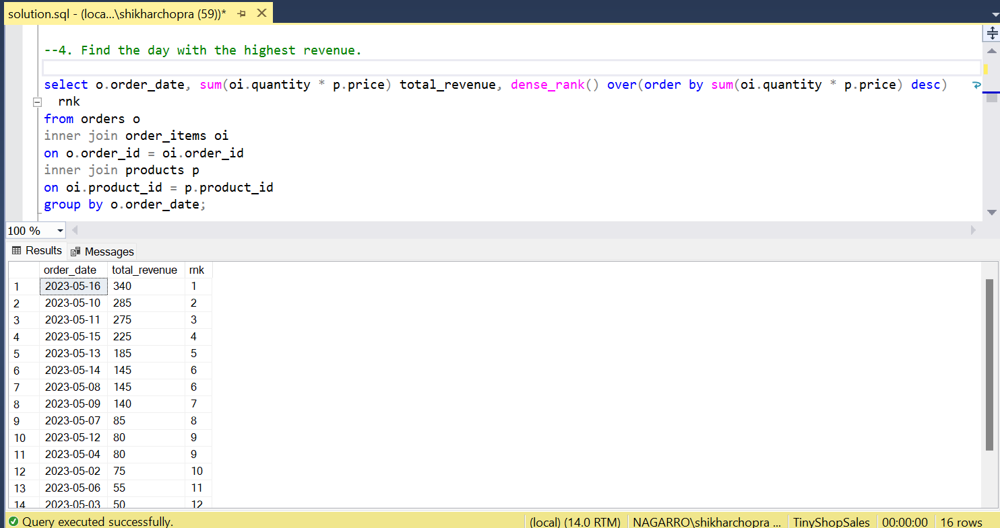 solution.sql - (loca...\shikharchopra (59))*
--4. Find the day with the highest revenue.
select o.order_date, sum(oi.quantity * p.price) total_revenue, dense_rank() over(order by sum(oi.quantity * p.price) desc)
rnk
from orders o
inner join order_items oi
on o.order_id = oi.order_id
inner join products p
on oi.product_id = p.product_id
group by o.order_date;
100 %
Results Messages
order_date total_revenue rnk
1 2023-05-16 340 1
2 2023-05-10 285 2
3 2023-05-11 275 3
4 2023-05-15 225 4
5 2023-05-13 185 5
6 2023-05-14 145 6
7 2023-05-08 145 6
8 2023-05-09 140 7
9 2023-05-07 85 8
10 2023-05-12 80 9
11 2023-05-04 80 9
12 2023-05-02 75 10
13 2023-05-06 55 11
14 2023-05-03 50 12
Query executed successfully. (local) (14.0 RTM) NAGARRO\shikharchopra ... TinyShopSales 00:00:00 16 rows